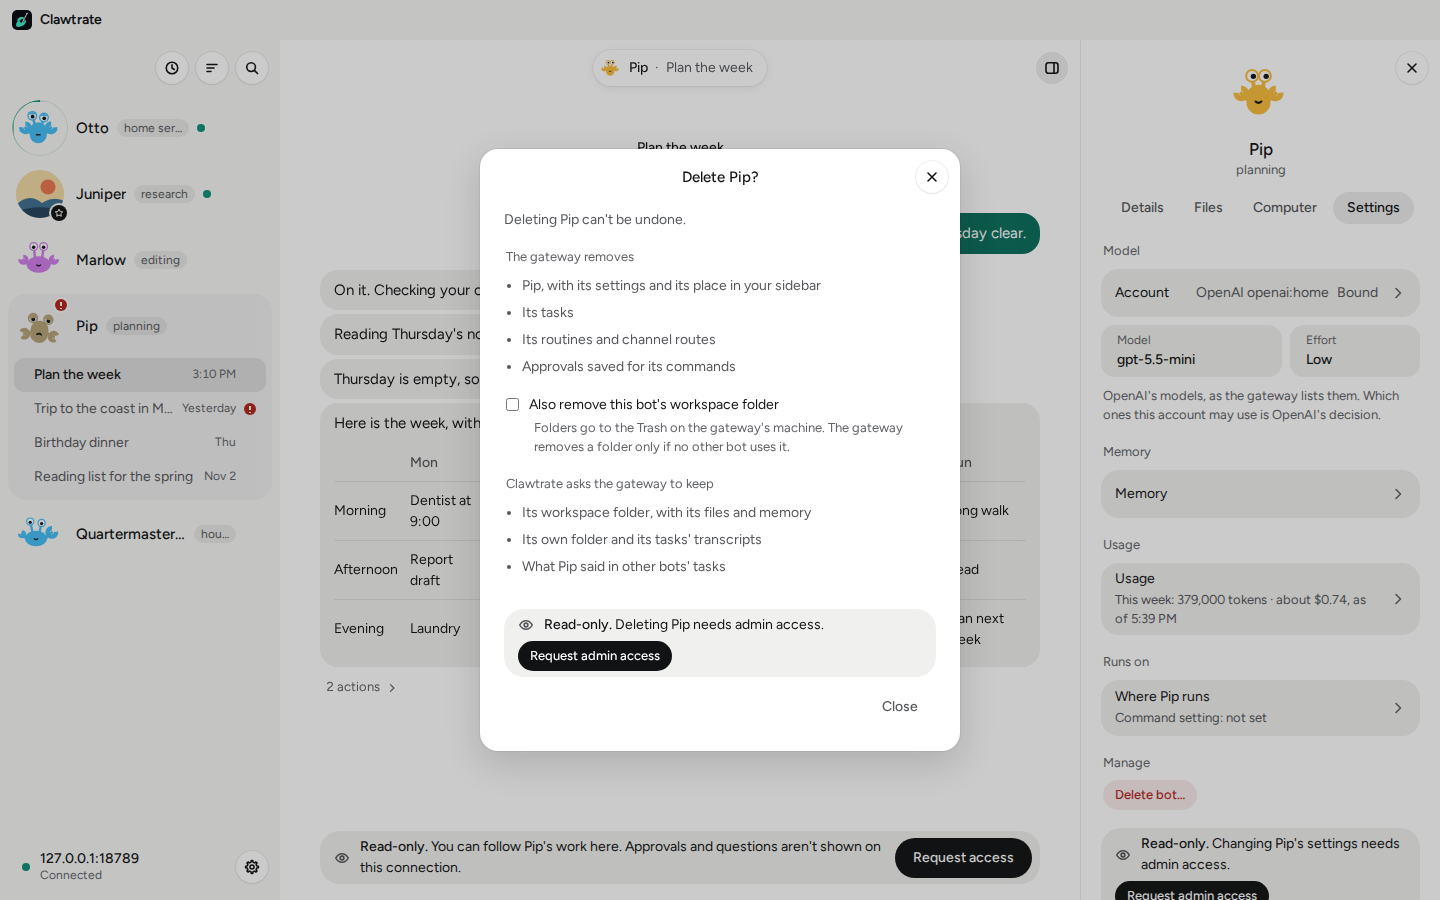 Clawtrate
Otto
home ser...
Juniper
research
Marlow
editing
Pip
planning
Plan the week
3:10 PM
Trip to the coast in M...
Yesterday
Birthday dinner
Thu
Reading list for the spring
Nov 2
Quartermaster...
hou...
127.0.0.1:18789
Connected
Pip · Plan the week
Plan the week
sday clear.
On it. Checking your c
Reading Thursday's no
Thursday is empty, so
Here is the week, with
Mon
un
Morning
Dentist at
9:00
ong walk
Afternoon
Report
draft
ead
Evening
Laundry
an next
eek
2 actions
Read-only. You can follow Pip's work here. Approvals and questions aren't shown on
this connection.
Request access
Delete Pip?
Deleting Pip can't be undone.
The gateway removes
• Pip, with its settings and its place in your sidebar
• Its tasks
• Its routines and channel routes
• Approvals saved for its commands
Also remove this bot's workspace folder
Folders go to the Trash on the gateway's machine. The gateway
removes a folder only if no other bot uses it.
Clawtrate asks the gateway to keep
• Its workspace folder, with its files and memory
• Its own folder and its tasks' transcripts
• What Pip said in other bots' tasks
Read-only. Deleting Pip needs admin access.
Request admin access
Close
Pip
planning
Details
Files
Computer
Settings
Model
Account
OpenAI openai:home
Bound
Model
gpt-5.5-mini
Effort
Low
OpenAI's models, as the gateway lists them. Which
ones this account may use is OpenAI's decision.
Memory
Memory
Usage
Usage
This week: 379,000 tokens · about $0.74, as
of 5:39 PM
Runs on
Where Pip runs
Command setting: not set
Manage
Delete bot...
Read-only. Changing Pip's settings needs
admin access.
Request admin access